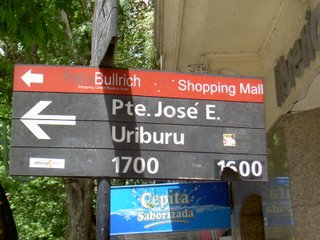 Bullrich Shopping Mall
Pte. José E.
Uriburu
1700 1600
Cepita
Saborizada